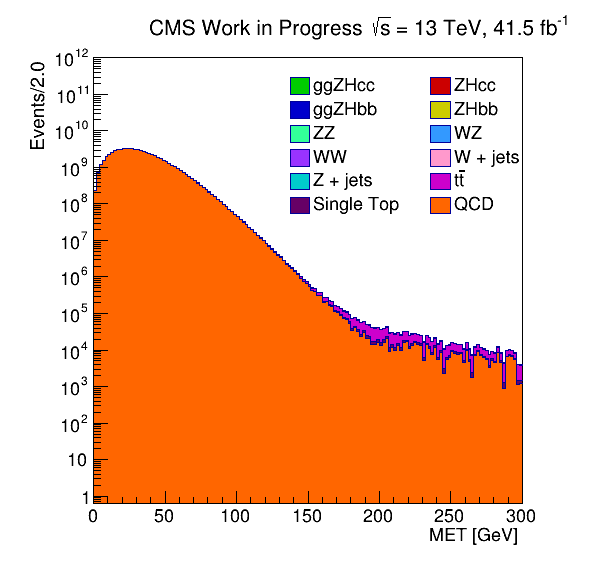 CMS Work in Progress √s = 13 TeV, 41.5 fb⁻¹
Events/2.0
10¹²
10¹¹
10¹⁰
10⁹
10⁸
10⁷
10⁶
10⁵
10⁴
10³
10²
10
1
ggZHcc ZHcc
ggZHbb ZHbb
ZZ WZ
WW W + jets
Z + jets tt̄
Single Top QCD
0 50 100 150 200 250 300
MET [GeV]